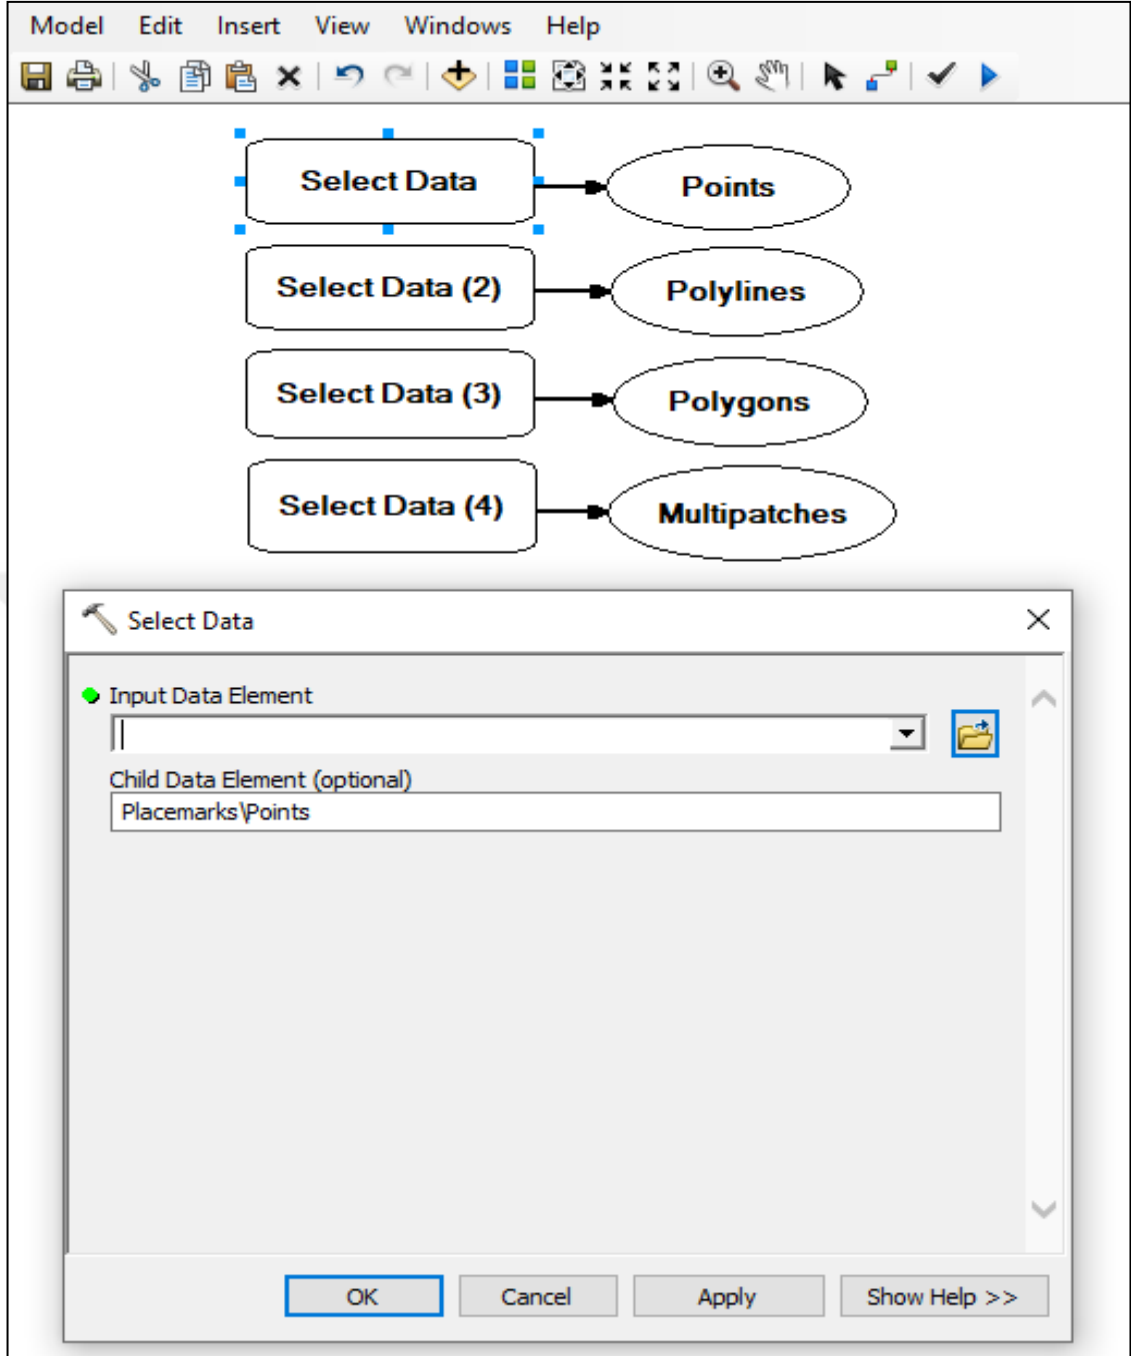 Model Edit Insert View Windows Help
Select Data
Points
Select Data (2)
Polylines
Select Data (3)
Polygons
Select Data (4)
Multipatches
Select Data
Input Data Element
Child Data Element (optional)
Placemarks\Points
OK Cancel Apply Show Help >>